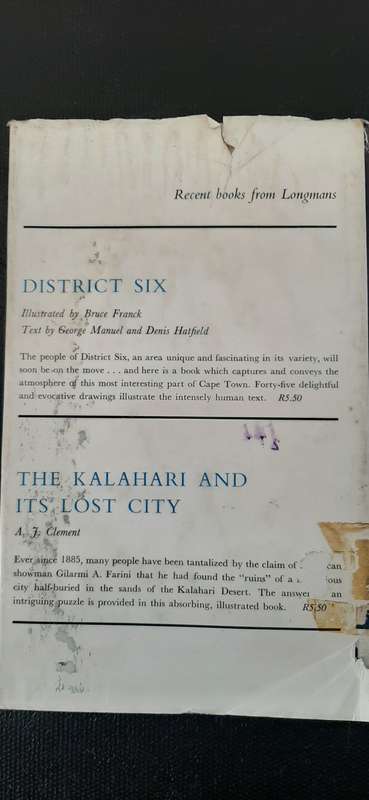 Recent books from Longmans
DISTRICT SIX
Illustrated by Bruce Franck
Text by George Manuel and Denis Hatfield
The people of District Six, an area unique and fascinating in its variety, will
soon be on the move . . . and here is a book which captures and conveys the
atmosphere of this most interesting part of Cape Town. Forty-five delightful
and evocative drawings illustrate the intensely human text. R5.50
THE KALAHARI AND
ITS LOST CITY
A. J. Clement
Ever since 1885, many people have been tantalized by the claim of can
showman Gilarmi A. Farini that he had found the "ruins" of a ous
city half-buried in the sands of the Kalahari Desert. The answer an
intriguing puzzle is provided in this absorbing, illustrated book. R5.50